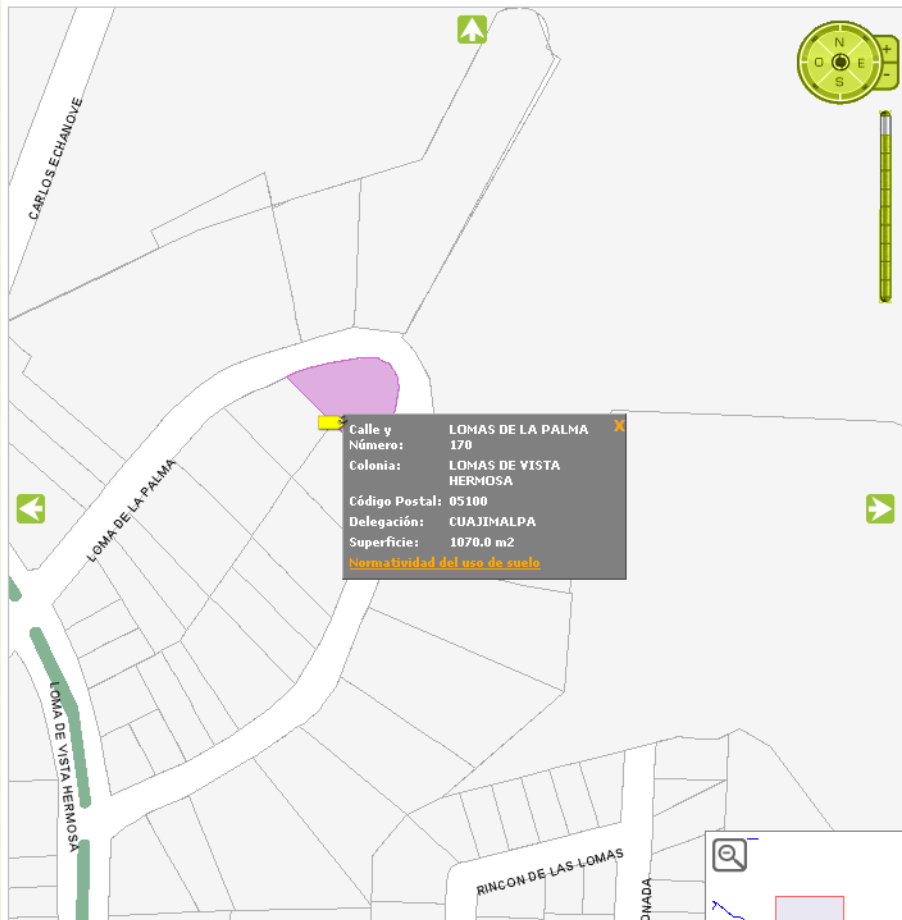 N
O
E
S
+
-
CARLOS ECHANOVE
Calle y LOMAS DE LA PALMA
Número: 170
Colonia: LOMAS DE VISTA
HERMOSA
Código Postal: 05100
Delegación: CUAJIMALPA
Superficie: 1070.0 m2
Normatividad del uso de suelo
X
LOMA DE LA PALMA
LOMA DE VISTA HERMOSA
RINCON DE LAS LOMAS
ONADA